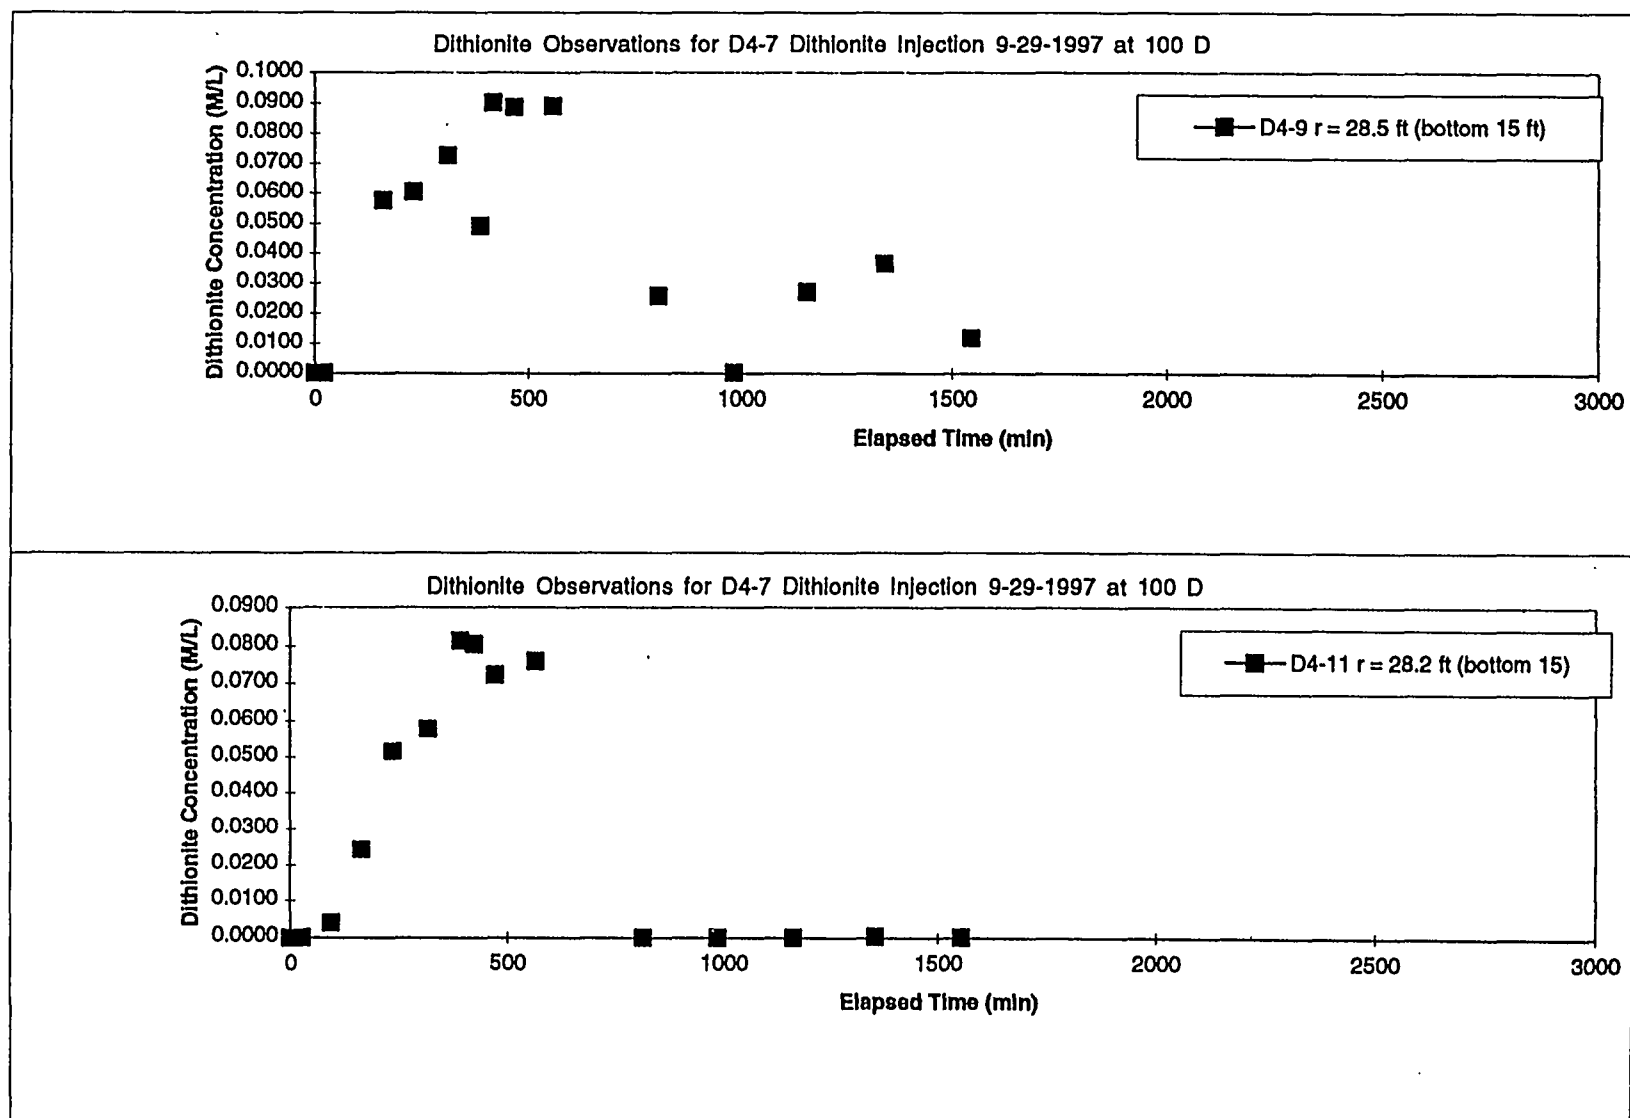 Dithionite Observations for D4-7 Dithionite Injection 9-29-1997 at 100 D
Dithionite Concentration (M/L)
0.1000
0.0900
0.0800
0.0700
0.0600
0.0500
0.0400
0.0300
0.0200
0.0100
0.0000
D4-9 r = 28.5 ft (bottom 15 ft)
0 500 1000 1500 2000 2500 3000
Elapsed Time (min)
Dithionite Observations for D4-7 Dithionite Injection 9-29-1997 at 100 D
Dithionite Concentration (M/L)
0.0900
0.0800
0.0700
0.0600
0.0500
0.0400
0.0300
0.0200
0.0100
0.0000
D4-11 r = 28.2 ft (bottom 15)
0 500 1000 1500 2000 2500 3000
Elapsed Time (min)